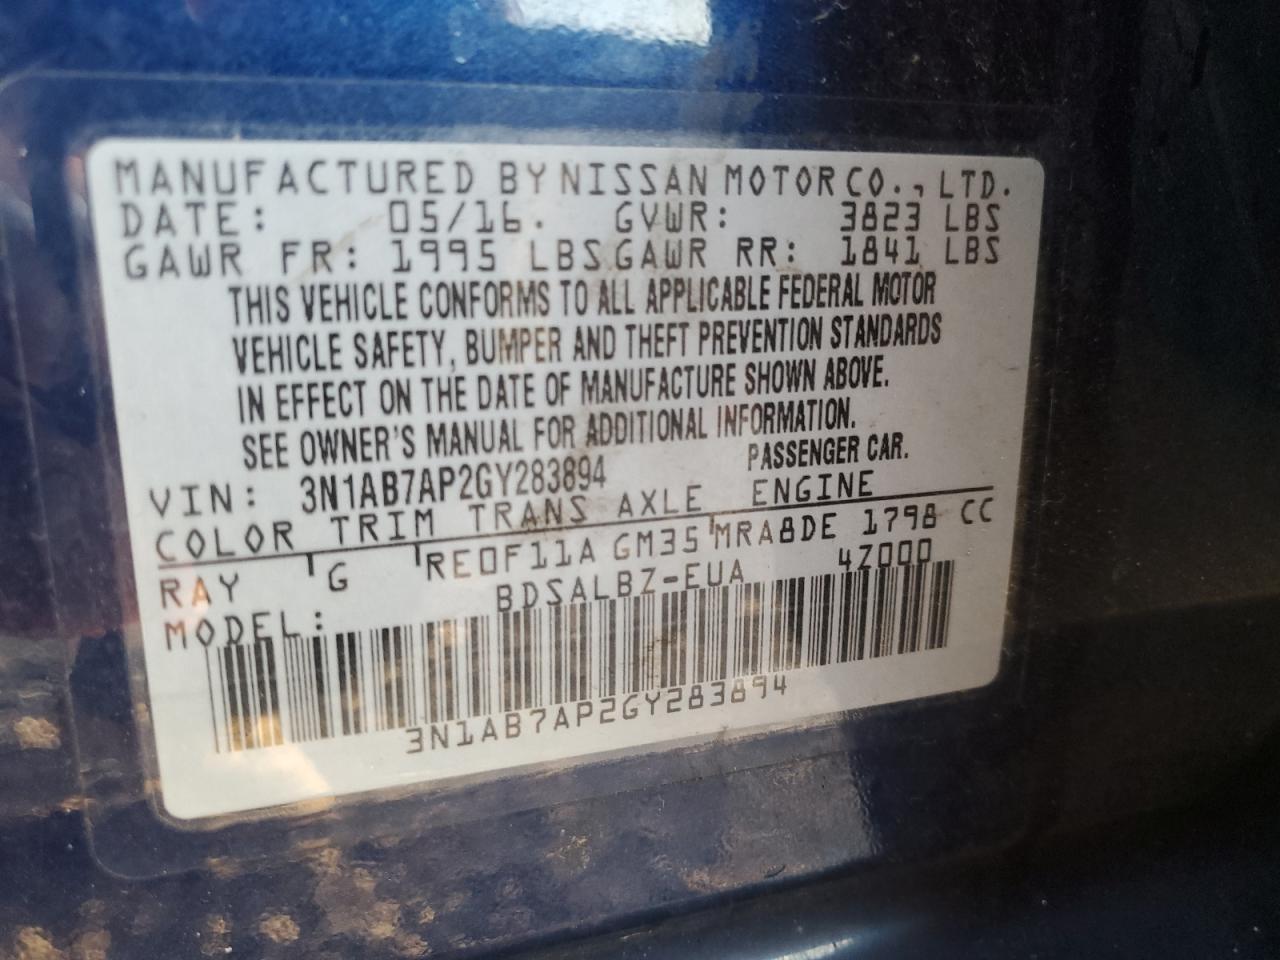 MANUFACTURED BY NISSAN MOTOR CO., LTD.
DATE: 05/16. GVWR: 3823 LBS
GAWR FR: 1995 LBS GAWR RR: 1841 LBS
THIS VEHICLE CONFORMS TO ALL APPLICABLE FEDERAL MOTOR
VEHICLE SAFETY, BUMPER AND THEFT PREVENTION STANDARDS
IN EFFECT ON THE DATE OF MANUFACTURE SHOWN ABOVE.
SEE OWNER'S MANUAL FOR ADDITIONAL INFORMATION.
VIN: 3N1AB7AP2GY283894 PASSENGER CAR.
COLOR TRIM TRANS AXLE ENGINE
RAY G RE0F11A GM35 MRA8DE 1798 CC
MODEL: BDSALBZ-EUA 4Z000
3N1AB7AP2GY283894